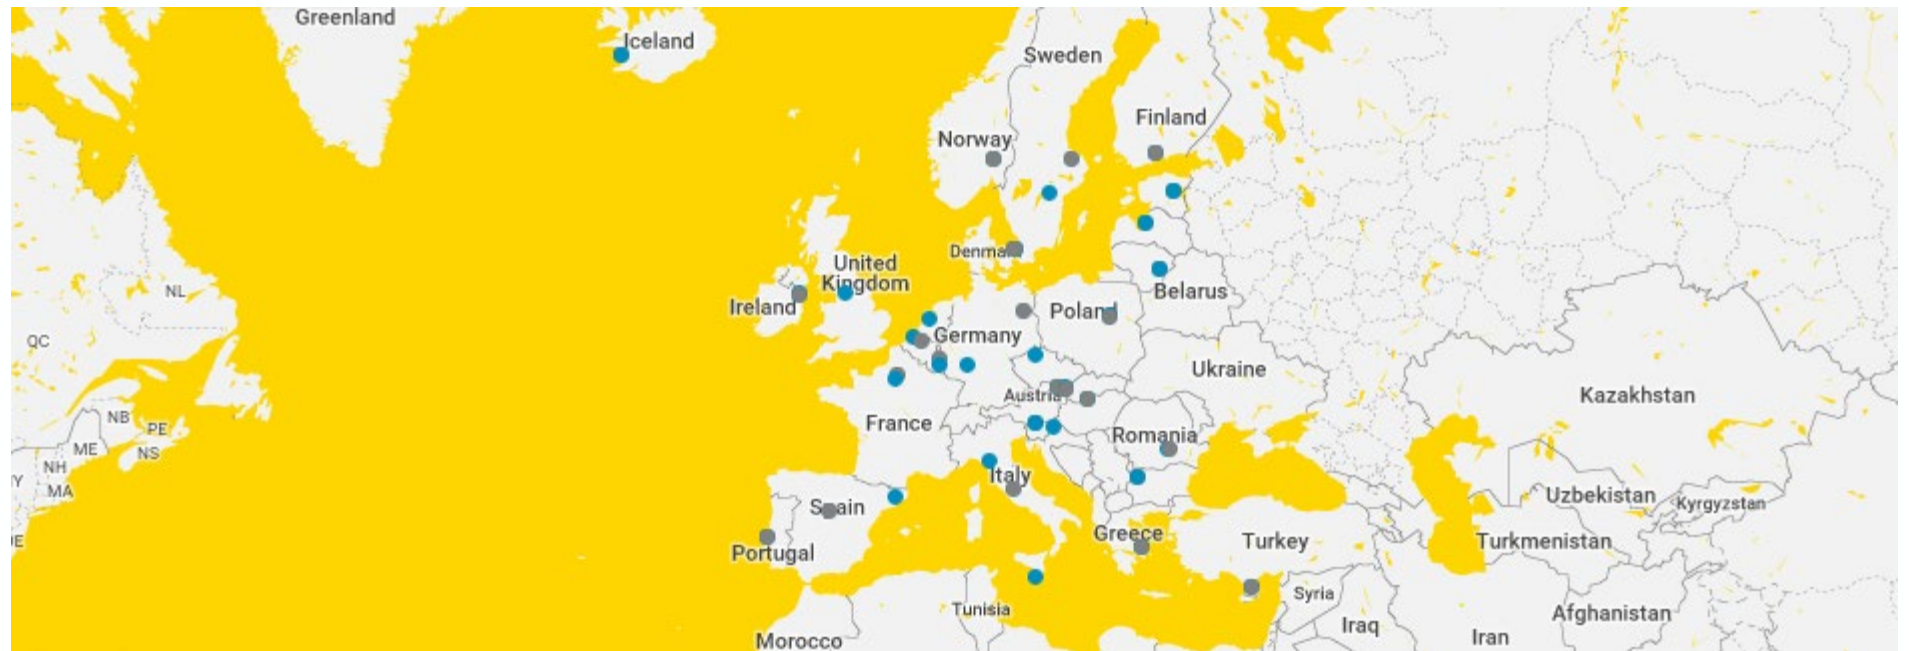 Greenland
Iceland
Sweden
Finland
Norway
Denmar
United
Kingdom
Ireland
NL
Belarus
Poland
Germany
QC
Ukraine
Kazakhstan
Austria
France
NB
PE
Romania
ME
NS
NH
Y
MA
Italy
Uzbekistan
Kyrgyzstan
Spain
Greece
Turkey
Turkmenistan
Portugal
Syria
Tunisia
Afghanistan
Iraq
Iran
Morocco